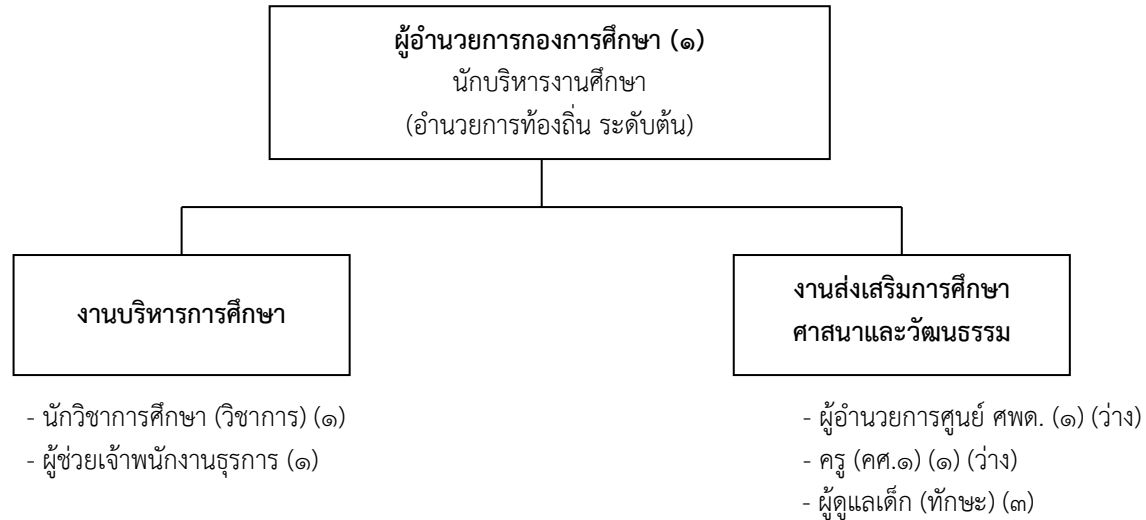 ผู้อำนวยการกองการศึกษา (๑)
นักบริหารงานศึกษา
(อำนวยการท้องถิ่น ระดับต้น)
งานบริหารการศึกษา
- นักวิชาการศึกษา (วิชาการ) (๑)
- ผู้ช่วยเจ้าพนักงานธุรการ (๑)
งานส่งเสริมการศึกษา
ศาสนาและวัฒนธรรม
- ผู้อำนวยการศูนย์ ศพด. (๑) (ว่าง)
- ครู (คศ.๑) (๑) (ว่าง)
- ผู้ดูแลเด็ก (ทักษะ) (๓)